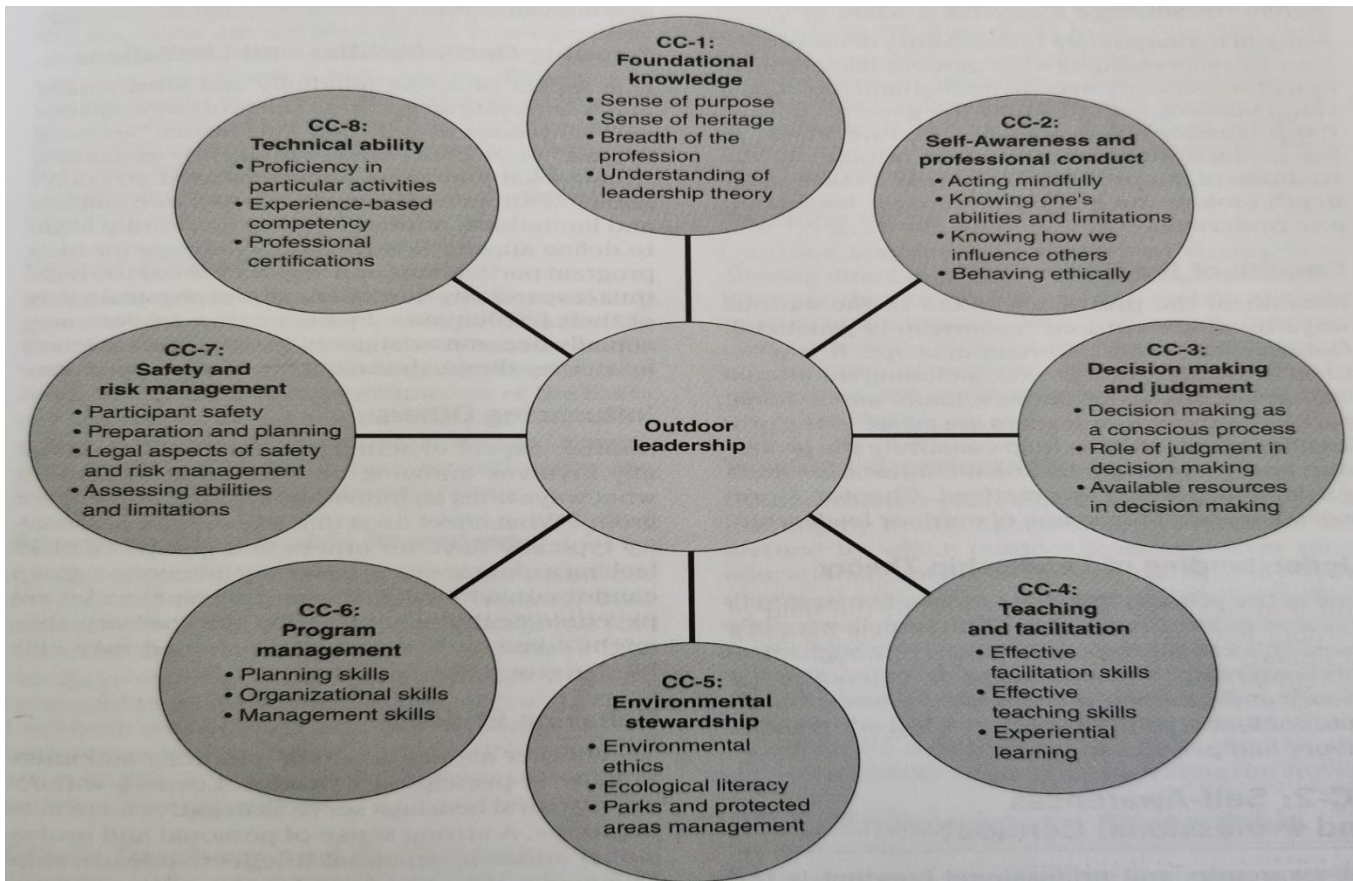 CC-1:
Foundational
knowledge
• Sense of purpose
• Sense of heritage
• Breadth of the
profession
• Understanding of
leadership theory
CC-2:
Self-Awareness and
professional conduct
• Acting mindfully
• Knowing one's
abilities and limitations
• Knowing how we
influence others
• Behaving ethically
CC-3:
Decision making
and judgment
• Decision making as
a conscious process
• Role of judgment in
decision making
• Available resources
in decision making
CC-4:
Teaching
and facilitation
• Effective
facilitation skills
• Effective
teaching skills
• Experiential
learning
CC-5:
Environmental
stewardship
• Environmental
ethics
• Ecological literacy
• Parks and protected
areas management
CC-6:
Program
management
• Planning skills
• Organizational skills
• Management skills
CC-7:
Safety and
risk management
• Participant safety
• Preparation and planning
• Legal aspects of safety
and risk management
• Assessing abilities
and limitations
CC-8:
Technical ability
• Proficiency in
particular activities
• Experience-based
competency
• Professional
certifications
Outdoor
leadership